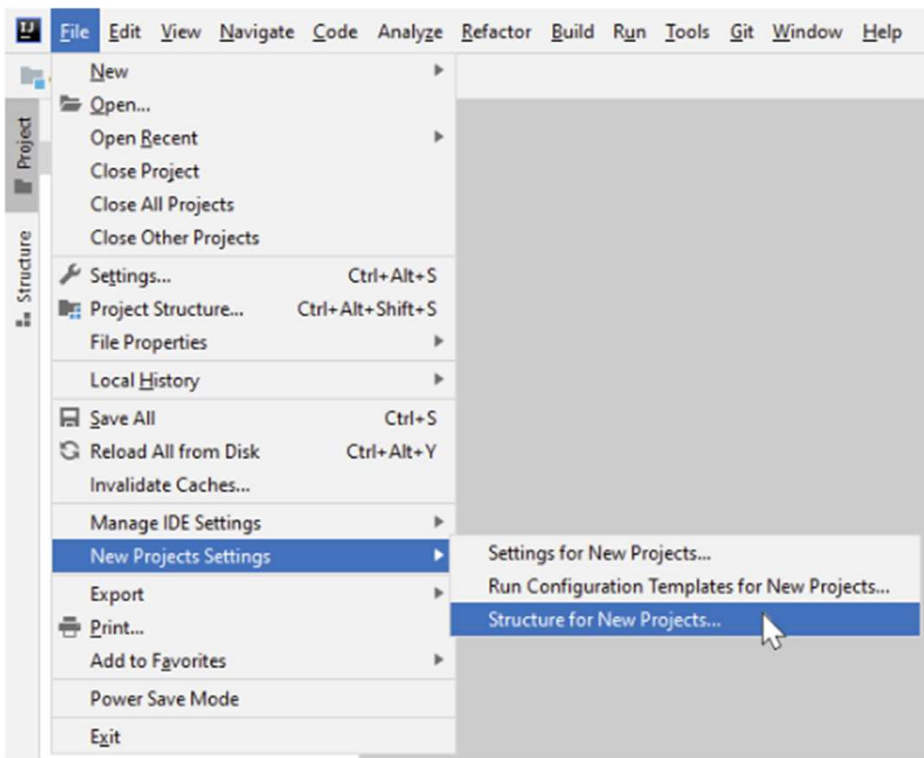 IJ
File Edit View Navigate Code Analyze Refactor Build Run Tools Git Window Help
Project
Structure
New
Open...
Open Recent
Close Project
Close All Projects
Close Other Projects
Settings... Ctrl+Alt+S
Project Structure... Ctrl+Alt+Shift+S
File Properties
Local History
Save All Ctrl+S
Reload All from Disk Ctrl+Alt+Y
Invalidate Caches...
Manage IDE Settings
New Projects Settings
Settings for New Projects...
Run Configuration Templates for New Projects...
Structure for New Projects...
Export
Print...
Add to Favorites
Power Save Mode
Exit